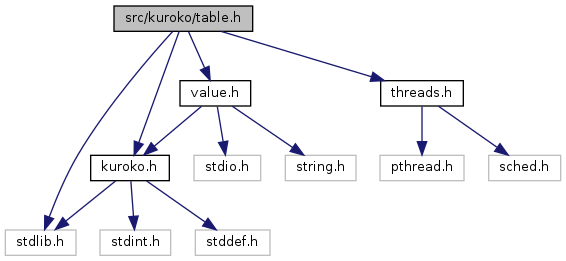 src/kuroko/table.h
value.h
threads.h
kuroko.h
stdio.h
string.h
pthread.h
sched.h
stdlib.h
stdint.h
stddef.h